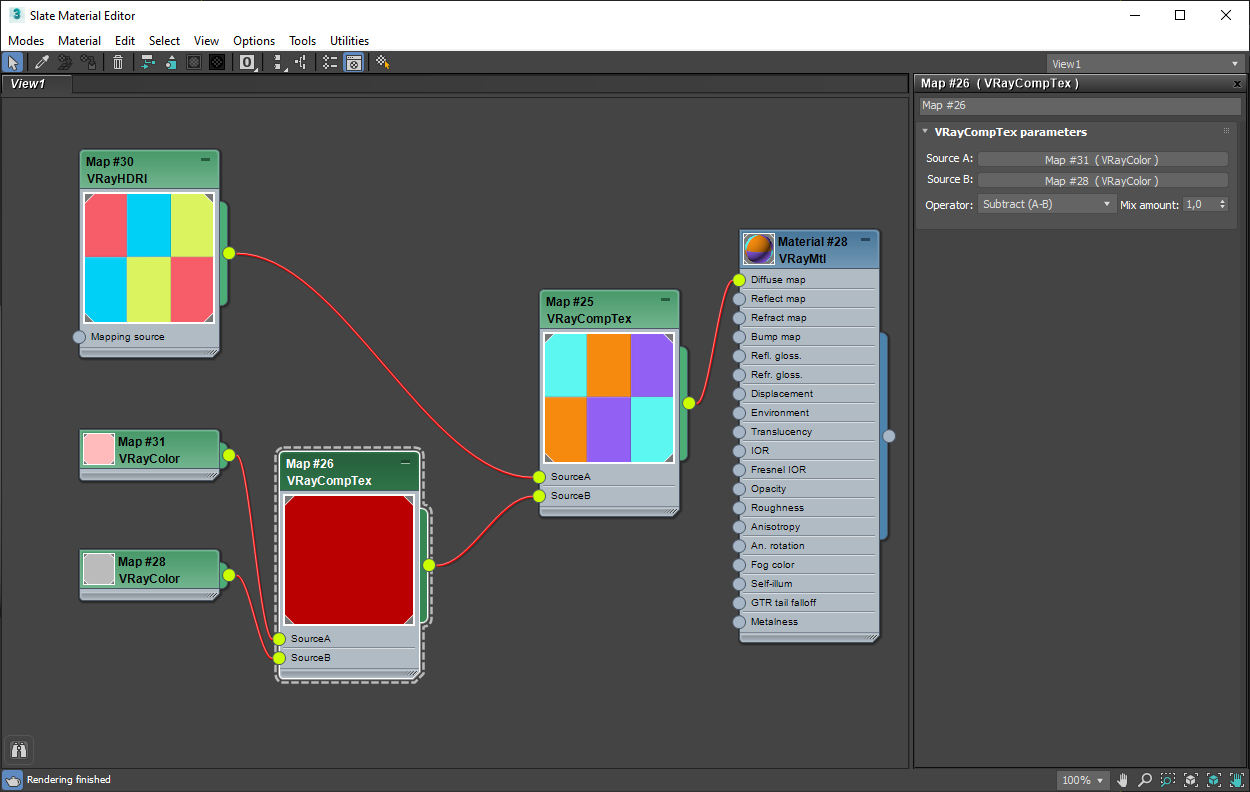 Slate Material Editor
Modes Material Edit Select View Options Tools Utilities
View1
View1
Map #26 ( VRayCompTex )
Map #26
VRayCompTex parameters
Source A: Map #31 ( VRayColor )
Source B: Map #28 ( VRayColor )
Operator: Subtract (A-B) Mix amount: 1,0
Map #30
VRayHDRI
Mapping source
Map #31
VRayColor
Map #28
VRayColor
Map #26
VRayCompTex
SourceA
SourceB
Map #25
VRayCompTex
SourceA
SourceB
Material #28
VRayMtl
Diffuse map
Reflect map
Refract map
Bump map
Refl. gloss.
Refr. gloss.
Displacement
Environment
Translucency
IOR
Fresnel IOR
Opacity
Roughness
Anisotropy
An. rotation
Fog color
Self-illum
GTR tail falloff
Metalness
Rendering finished
100%